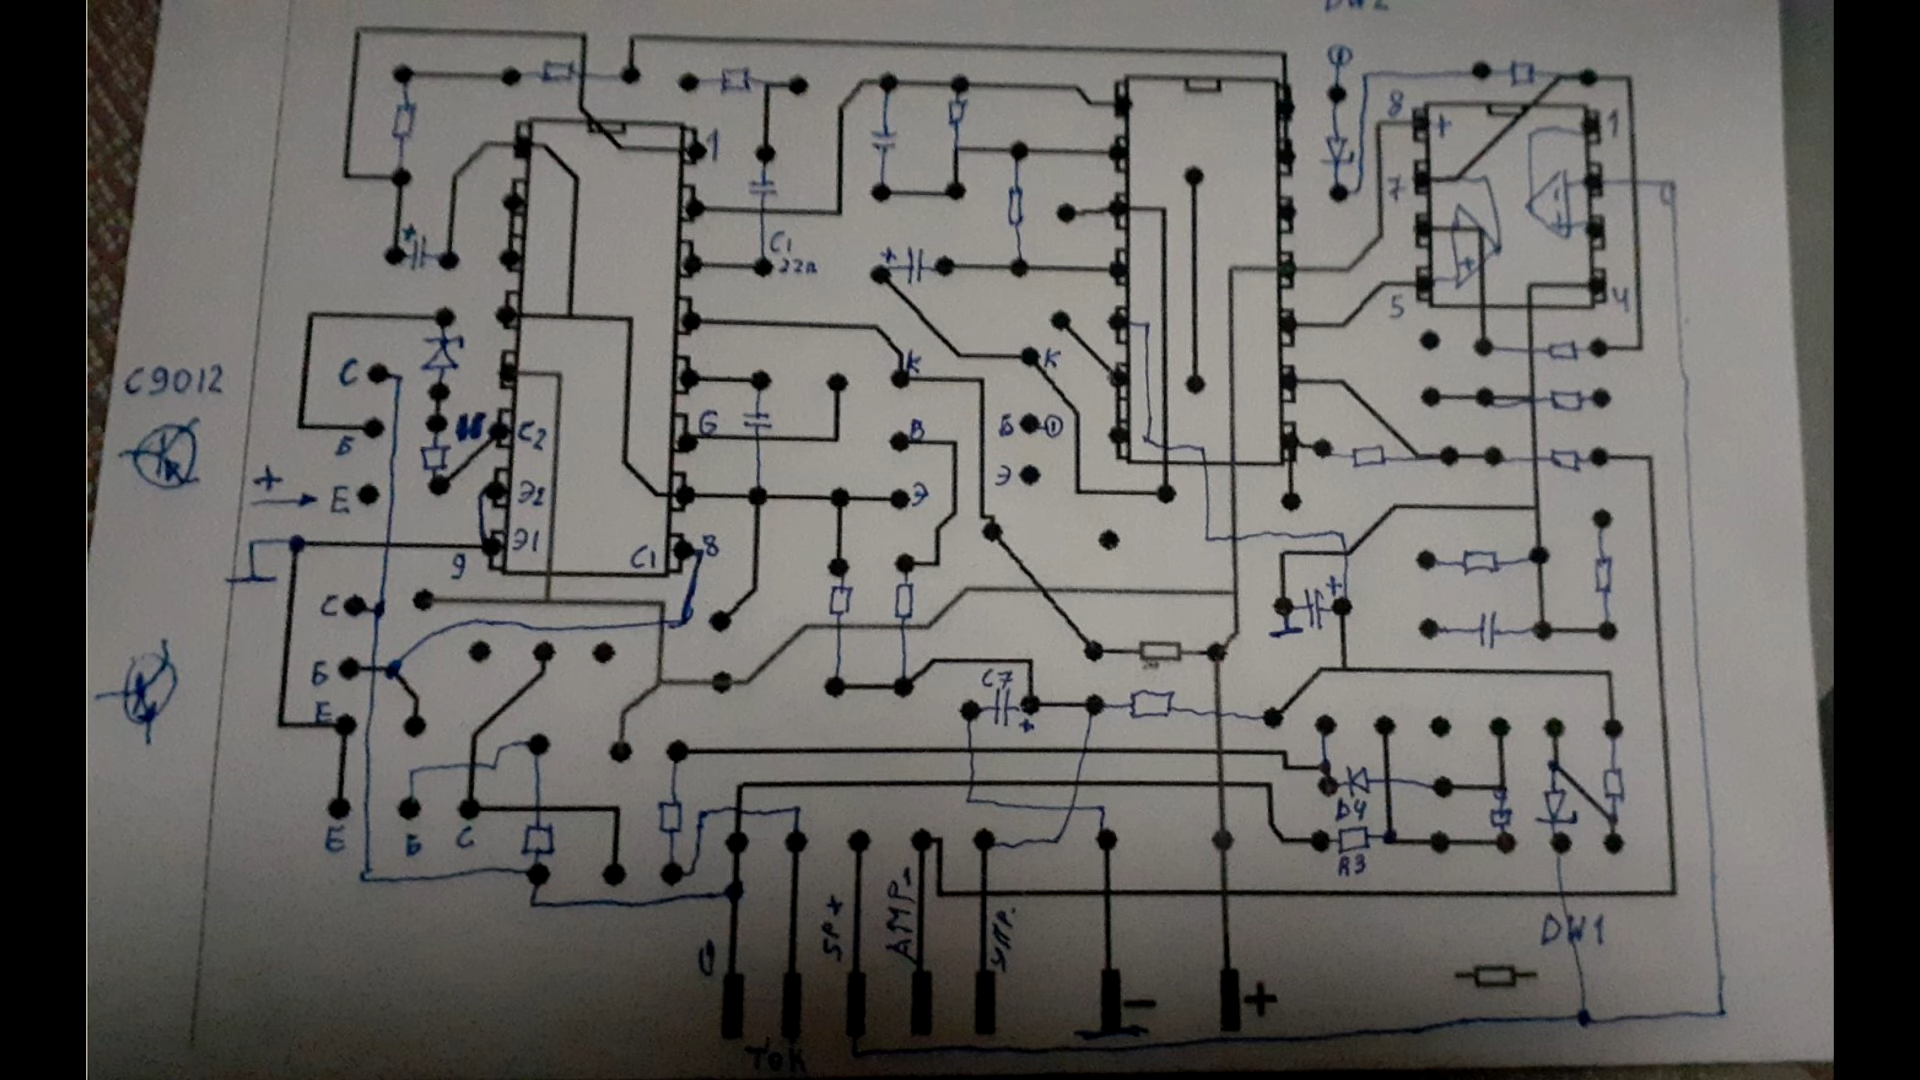 DW2
8
+
1
1
7
C1
22n
+
+
5
4
C9012
C
К
К
Б
G
В
Б
1
C2
Э
Э
+
Е
Э2
Э1
C1
8
9
С
+
Б
C7
+
Е
D4
Е
Б
С
R3
SP+
AMP-
УПР.
DW1
−
+
ТОК